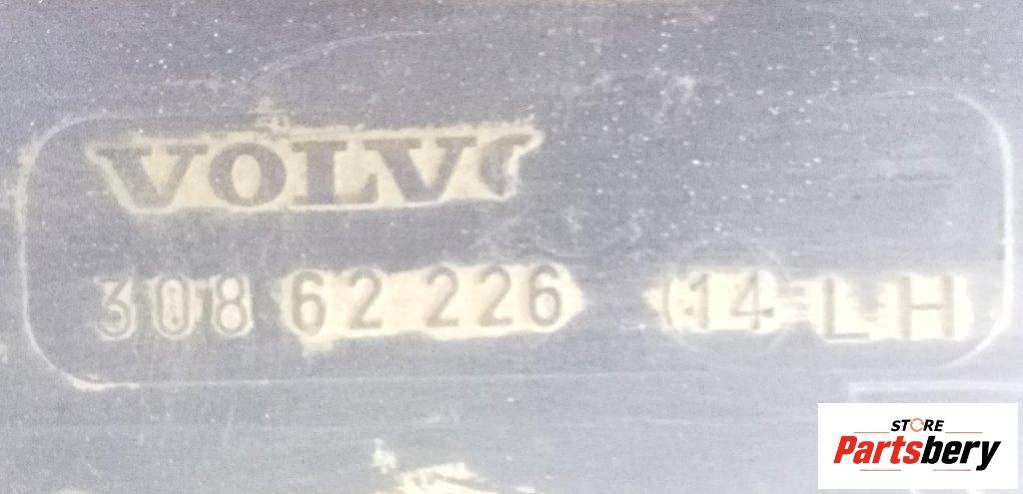 VOLVO
308 62 226 14 LH
STORE
Partsbery